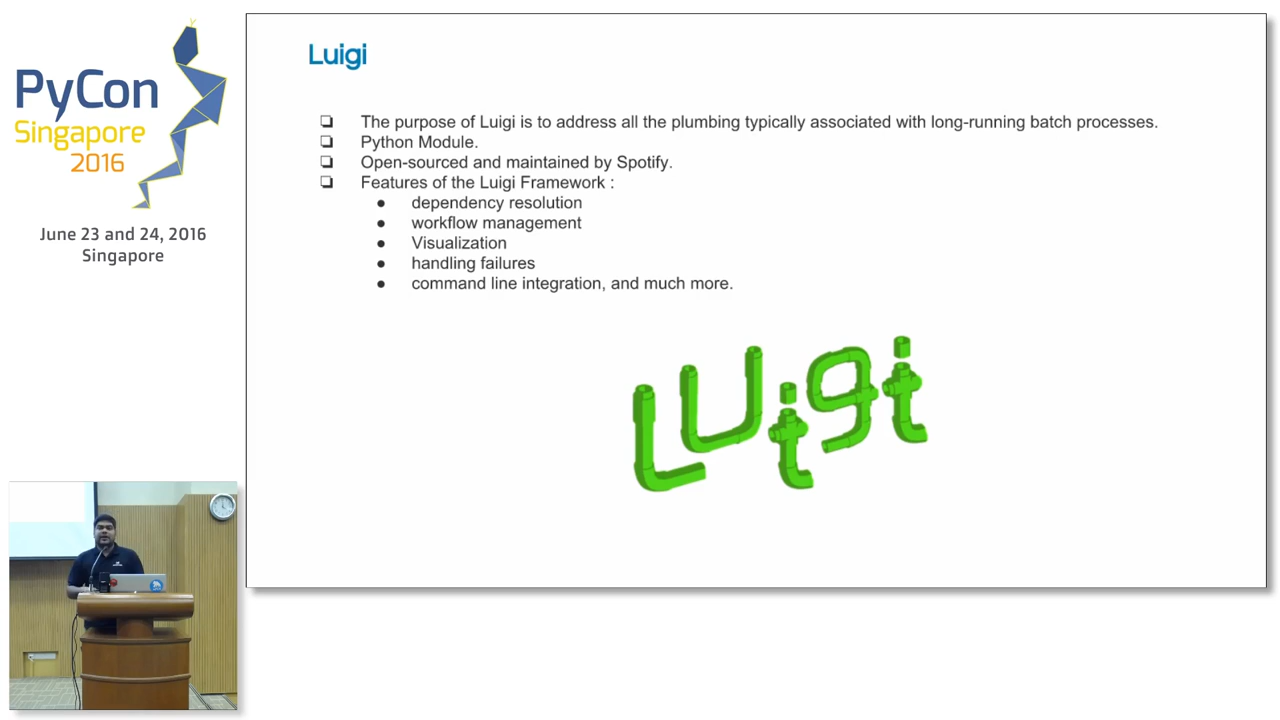 PyCon
Singapore
2016
June 23 and 24, 2016
Singapore
Luigi
❏ The purpose of Luigi is to address all the plumbing typically associated with long-running batch processes.
❏ Python Module.
❏ Open-sourced and maintained by Spotify.
❏ Features of the Luigi Framework :
● dependency resolution
● workflow management
● Visualization
● handling failures
● command line integration, and much more.
Luigi